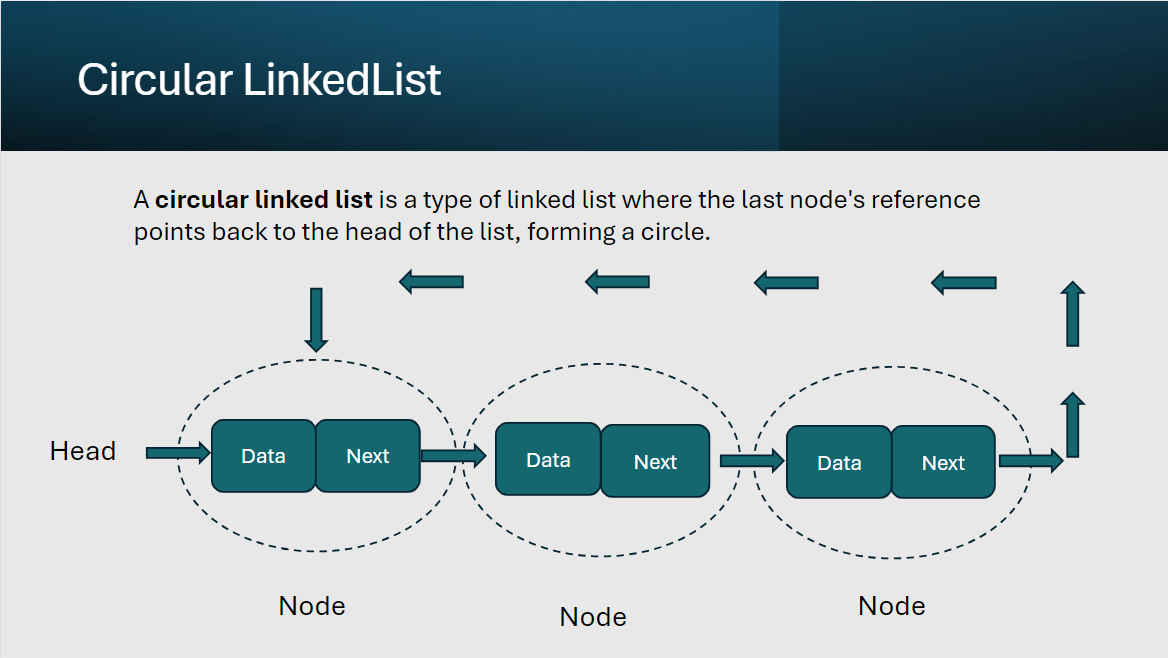 Circular LinkedList
A circular linked list is a type of linked list where the last node's reference
points back to the head of the list, forming a circle.
Head
Data Next
Data Next
Data Next
Node
Node
Node